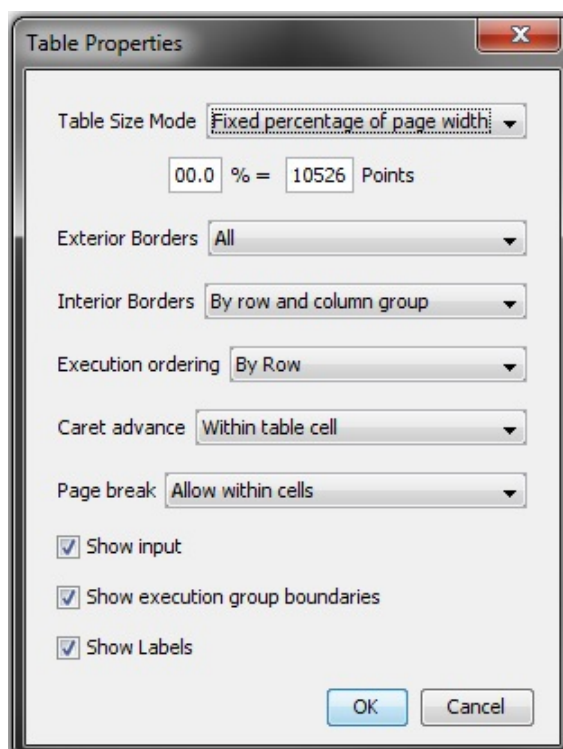 Table Properties
Table Size Mode Fixed percentage of page width
00.0 % = 10526 Points
Exterior Borders All
Interior Borders By row and column group
Execution ordering By Row
Caret advance Within table cell
Page break Allow within cells
Show input
Show execution group boundaries
Show Labels
OK Cancel